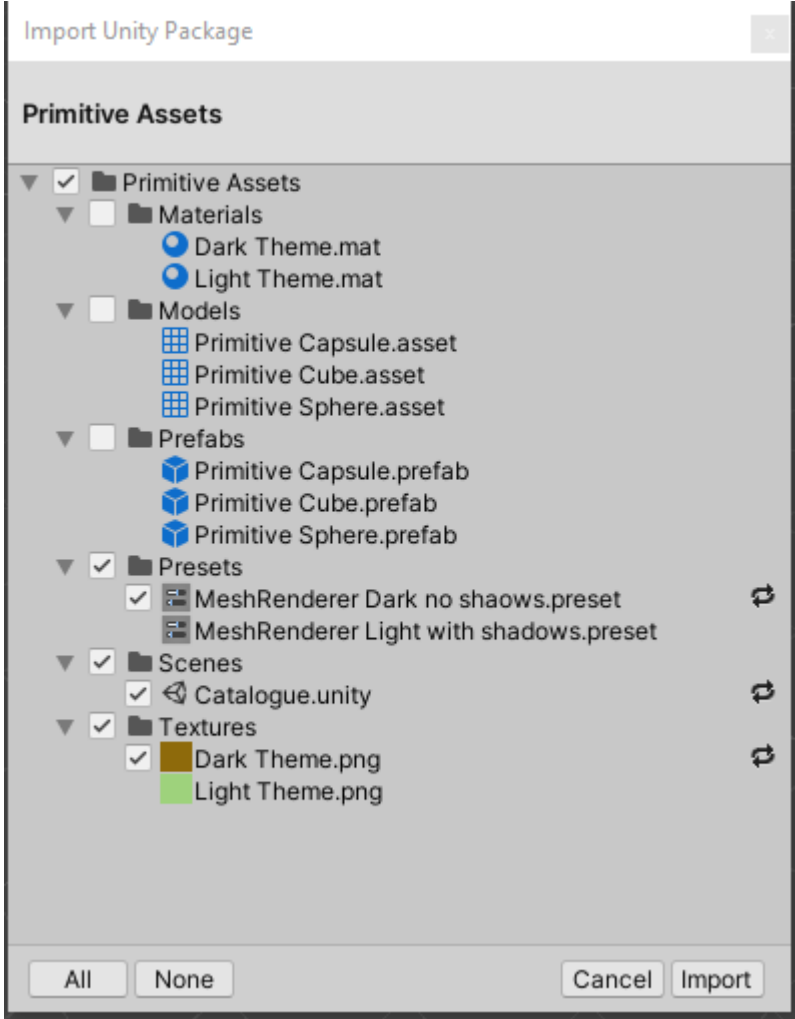 Import Unity Package
x
Primitive Assets
Primitive Assets
Materials
Dark Theme.mat
Light Theme.mat
Models
Primitive Capsule.asset
Primitive Cube.asset
Primitive Sphere.asset
Prefabs
Primitive Capsule.prefab
Primitive Cube.prefab
Primitive Sphere.prefab
Presets
MeshRenderer Dark no shaows.preset
MeshRenderer Light with shadows.preset
Scenes
Catalogue.unity
Textures
Dark Theme.png
Light Theme.png
All None Cancel Import